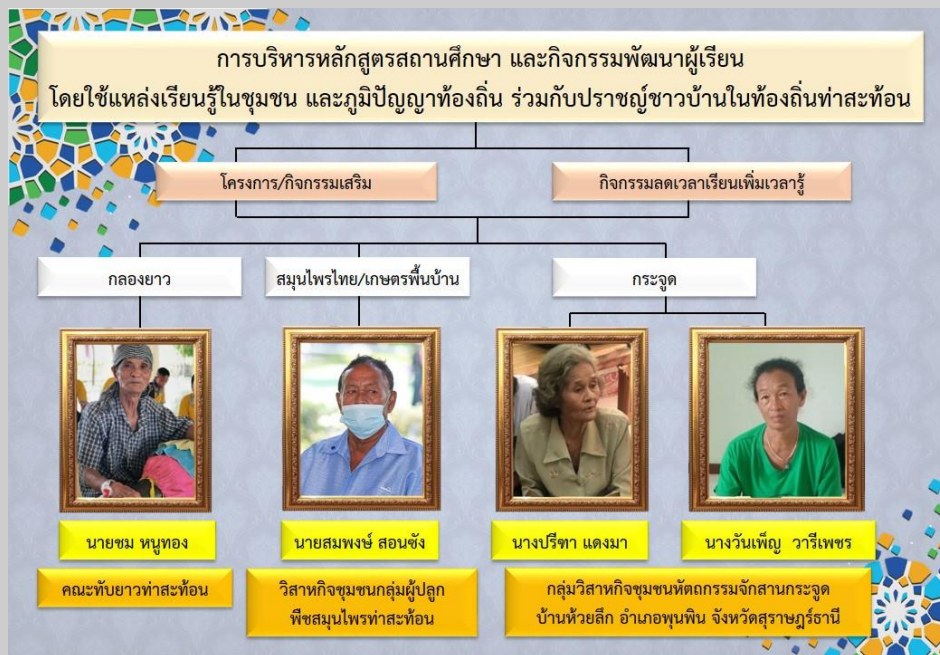 การบริหารหลักสูตรสถานศึกษา และกิจกรรมพัฒนาผู้เรียน
โดยใช้แหล่งเรียนรู้ในชุมชน และภูมิปัญญาท้องถิ่น ร่วมกับปราชญ์ชาวบ้านในท้องถิ่นท่าสะท้อน
โครงการ/กิจกรรมเสริม
กิจกรรมลดเวลาเรียนเพิ่มเวลารู้
กลองยาว
สมุนไพรไทย/เกษตรพื้นบ้าน
กระจูด
นายชม หนูทอง
นายสมพงษ์ สอนซัง
นางปรีฑา แดงมา
นางวันเพ็ญ วารีเพชร
คณะทับยาวท่าสะท้อน
วิสาหกิจชุมชนกลุ่มผู้ปลูก
พืชสมุนไพรท่าสะท้อน
กลุ่มวิสาหกิจชุมชนหัตถกรรมจักสานกระจูด
บ้านห้วยลึก อำเภอพุนพิน จังหวัดสุราษฎร์ธานี